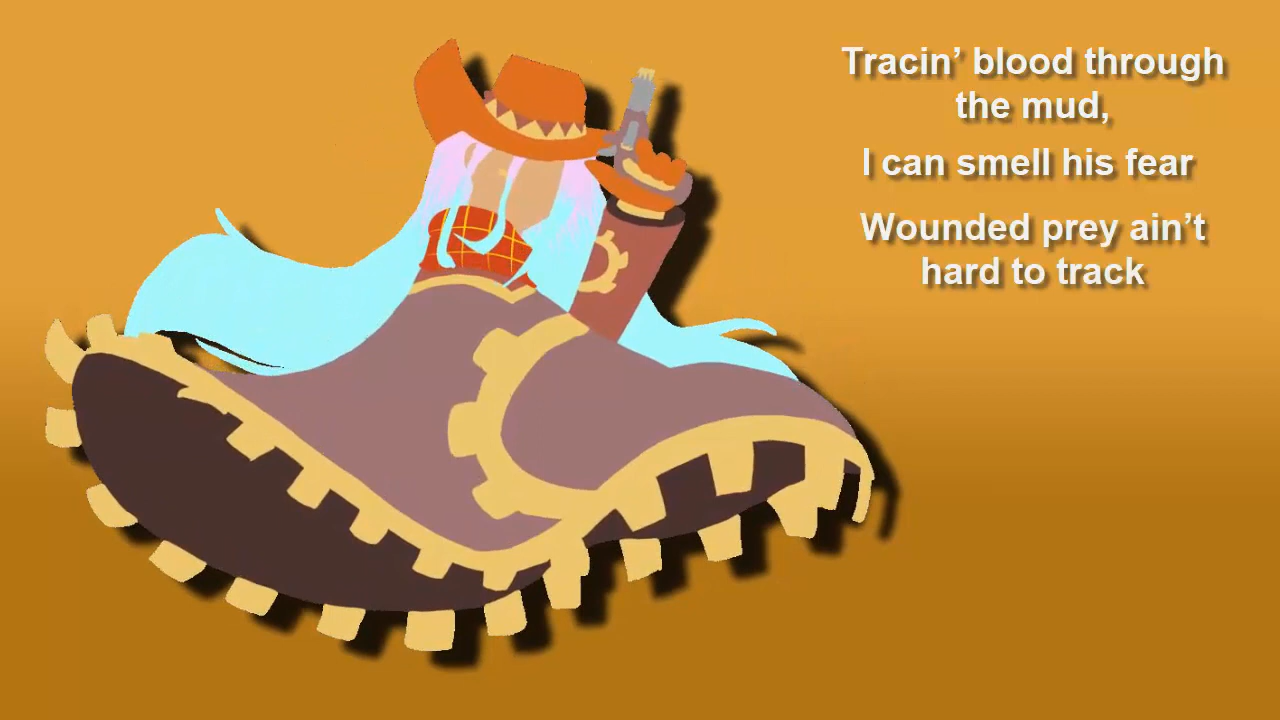 Tracin’ blood through
the mud,
I can smell his fear
Wounded prey ain’t
hard to track